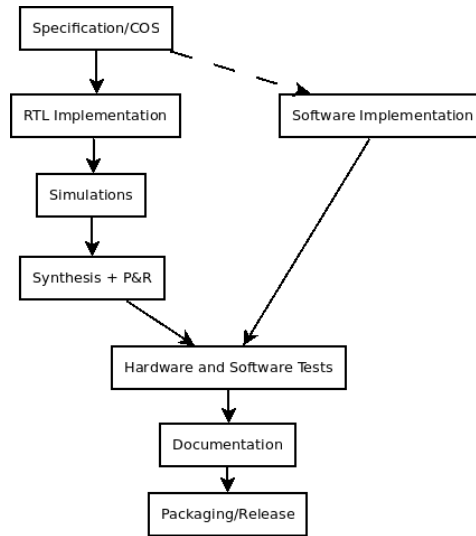 Specification/COS
RTL Implementation
Software Implementation
Simulations
Synthesis + P&R
Hardware and Software Tests
Documentation
Packaging/Release